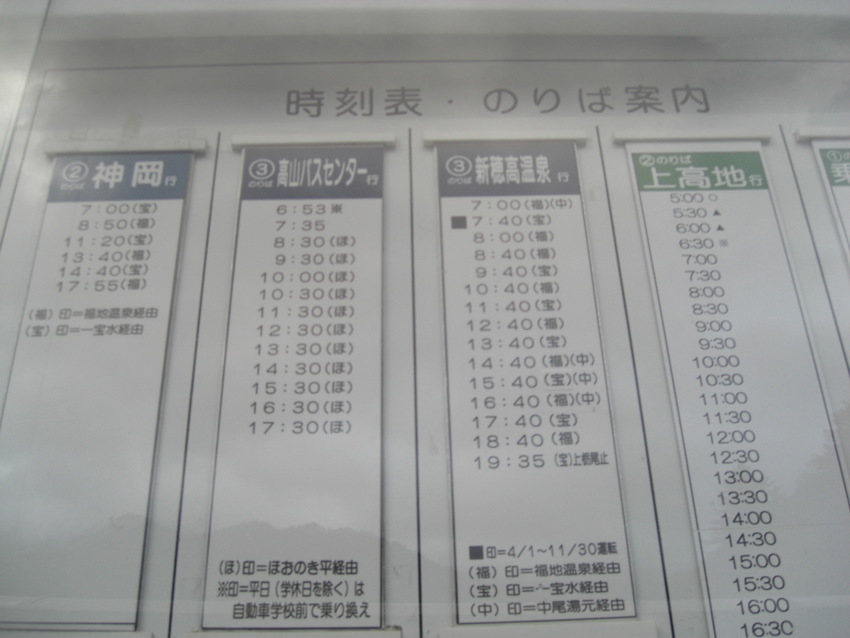 時刻表・のりば案内
②のりば 神岡行
7:00(宝)
8:50(福)
11:20(宝)
13:40(福)
14:40(宝)
17:55(福)
(福)印=福地温泉経由
(宝)印=一宝水経由
③のりば 高山バスセンター行
6:53※
7:35
8:30(ほ)
9:30(ほ)
10:00(ほ)
10:30(ほ)
11:30(ほ)
12:30(ほ)
13:30(ほ)
14:30(ほ)
15:30(ほ)
16:30(ほ)
17:30(ほ)
(ほ)印=ほおのき平経由
※印=平日(学休日を除く)は
自動車学校前で乗り換え
③のりば 新穂高温泉行
7:00(福)(中)
■7:40(宝)
8:00(福)
8:40(福)
9:40(宝)
10:40(福)
11:40(宝)
12:40(福)
13:40(宝)
14:40(福)(中)
15:40(宝)(中)
16:40(福)(中)
17:40(宝)
18:40(福)
19:35(宝)上栃尾止
■印=4/1~11/30運転
(福)印=福地温泉経由
(宝)印=一宝水経由
(中)印=中尾湯元経由
②のりば
上高地行
5:00○
5:30▲
6:00▲
6:30※
7:00
7:30
8:00
8:30
9:00
9:30
10:00
10:30
11:00
11:30
12:00
12:30
13:00
13:30
14:00
14:30
15:00
15:30
16:00
16:30
①の